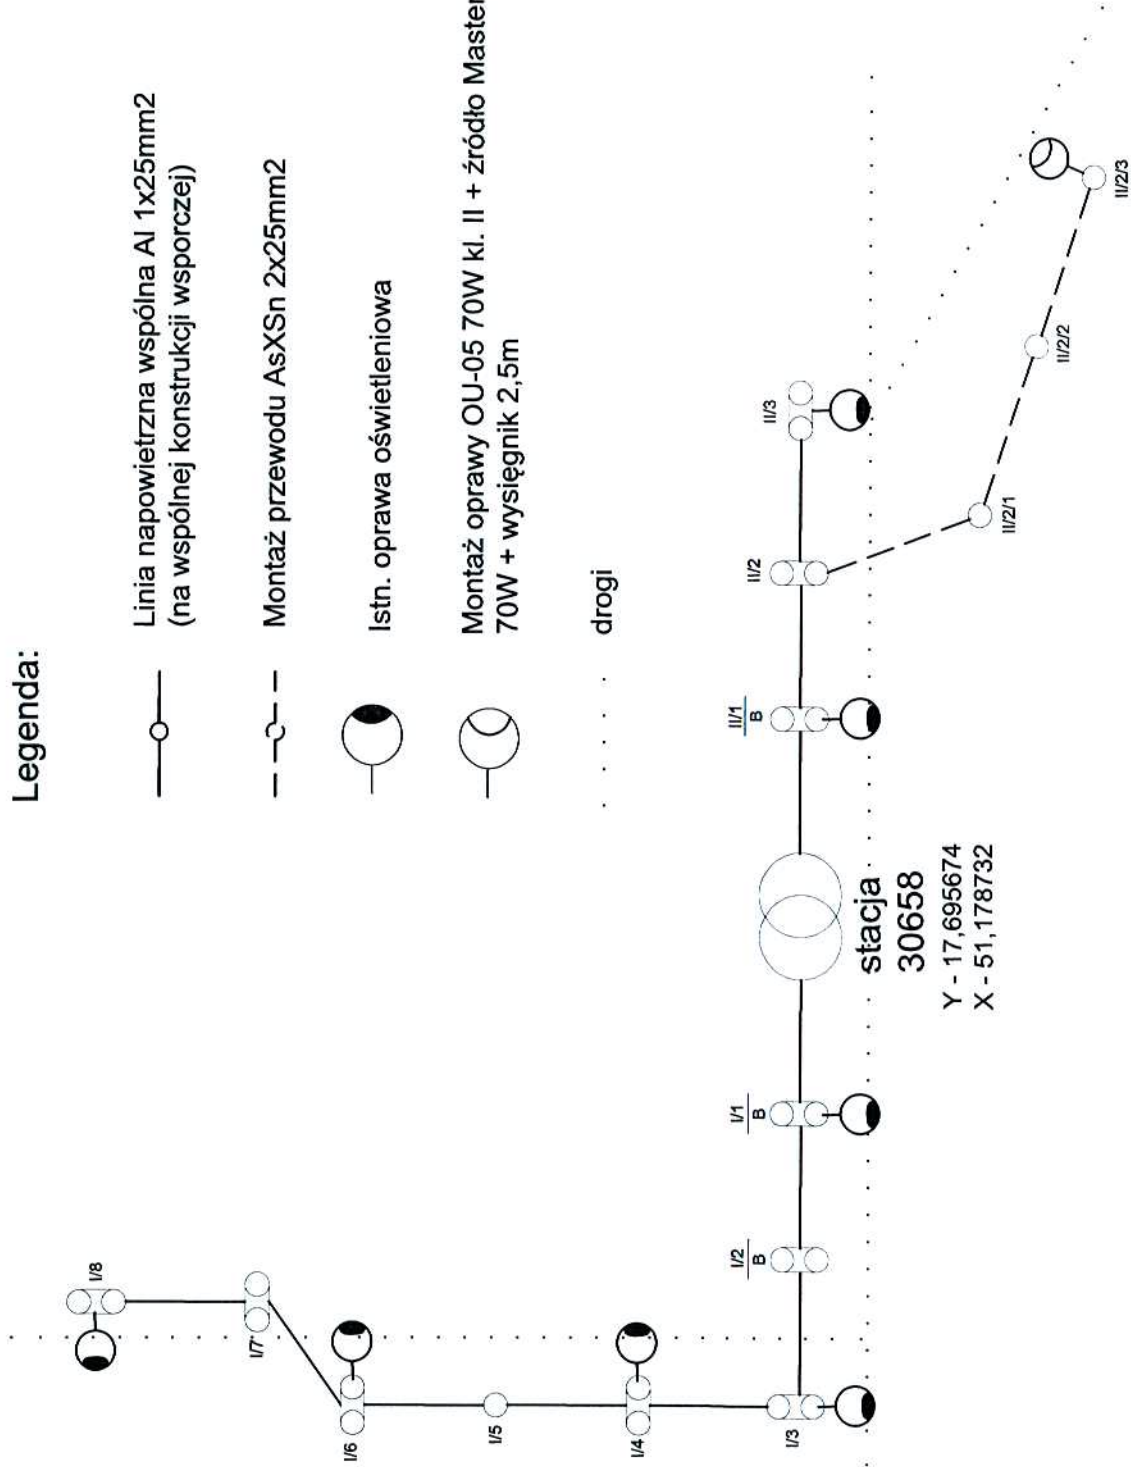 Legenda:
Linia napowietrzna wspólna Al 1x25mm2
(na wspólnej konstrukcji wsporczej)
Montaż przewodu AsXSn 2x25mm2
Istn. oprawa oświetleniowa
Montaż oprawy OU-05 70W kl. II + źródło Master
70W + wysięgnik 2,5m
drogi
I/8
I/7
I/6
I/5
I/4
I/3
I/2
B
I/1
B
stacja
30658
Y - 17,695674
X - 51,178732
II/1
B
II/2
II/3
II/2/1
II/2/2
II/2/3